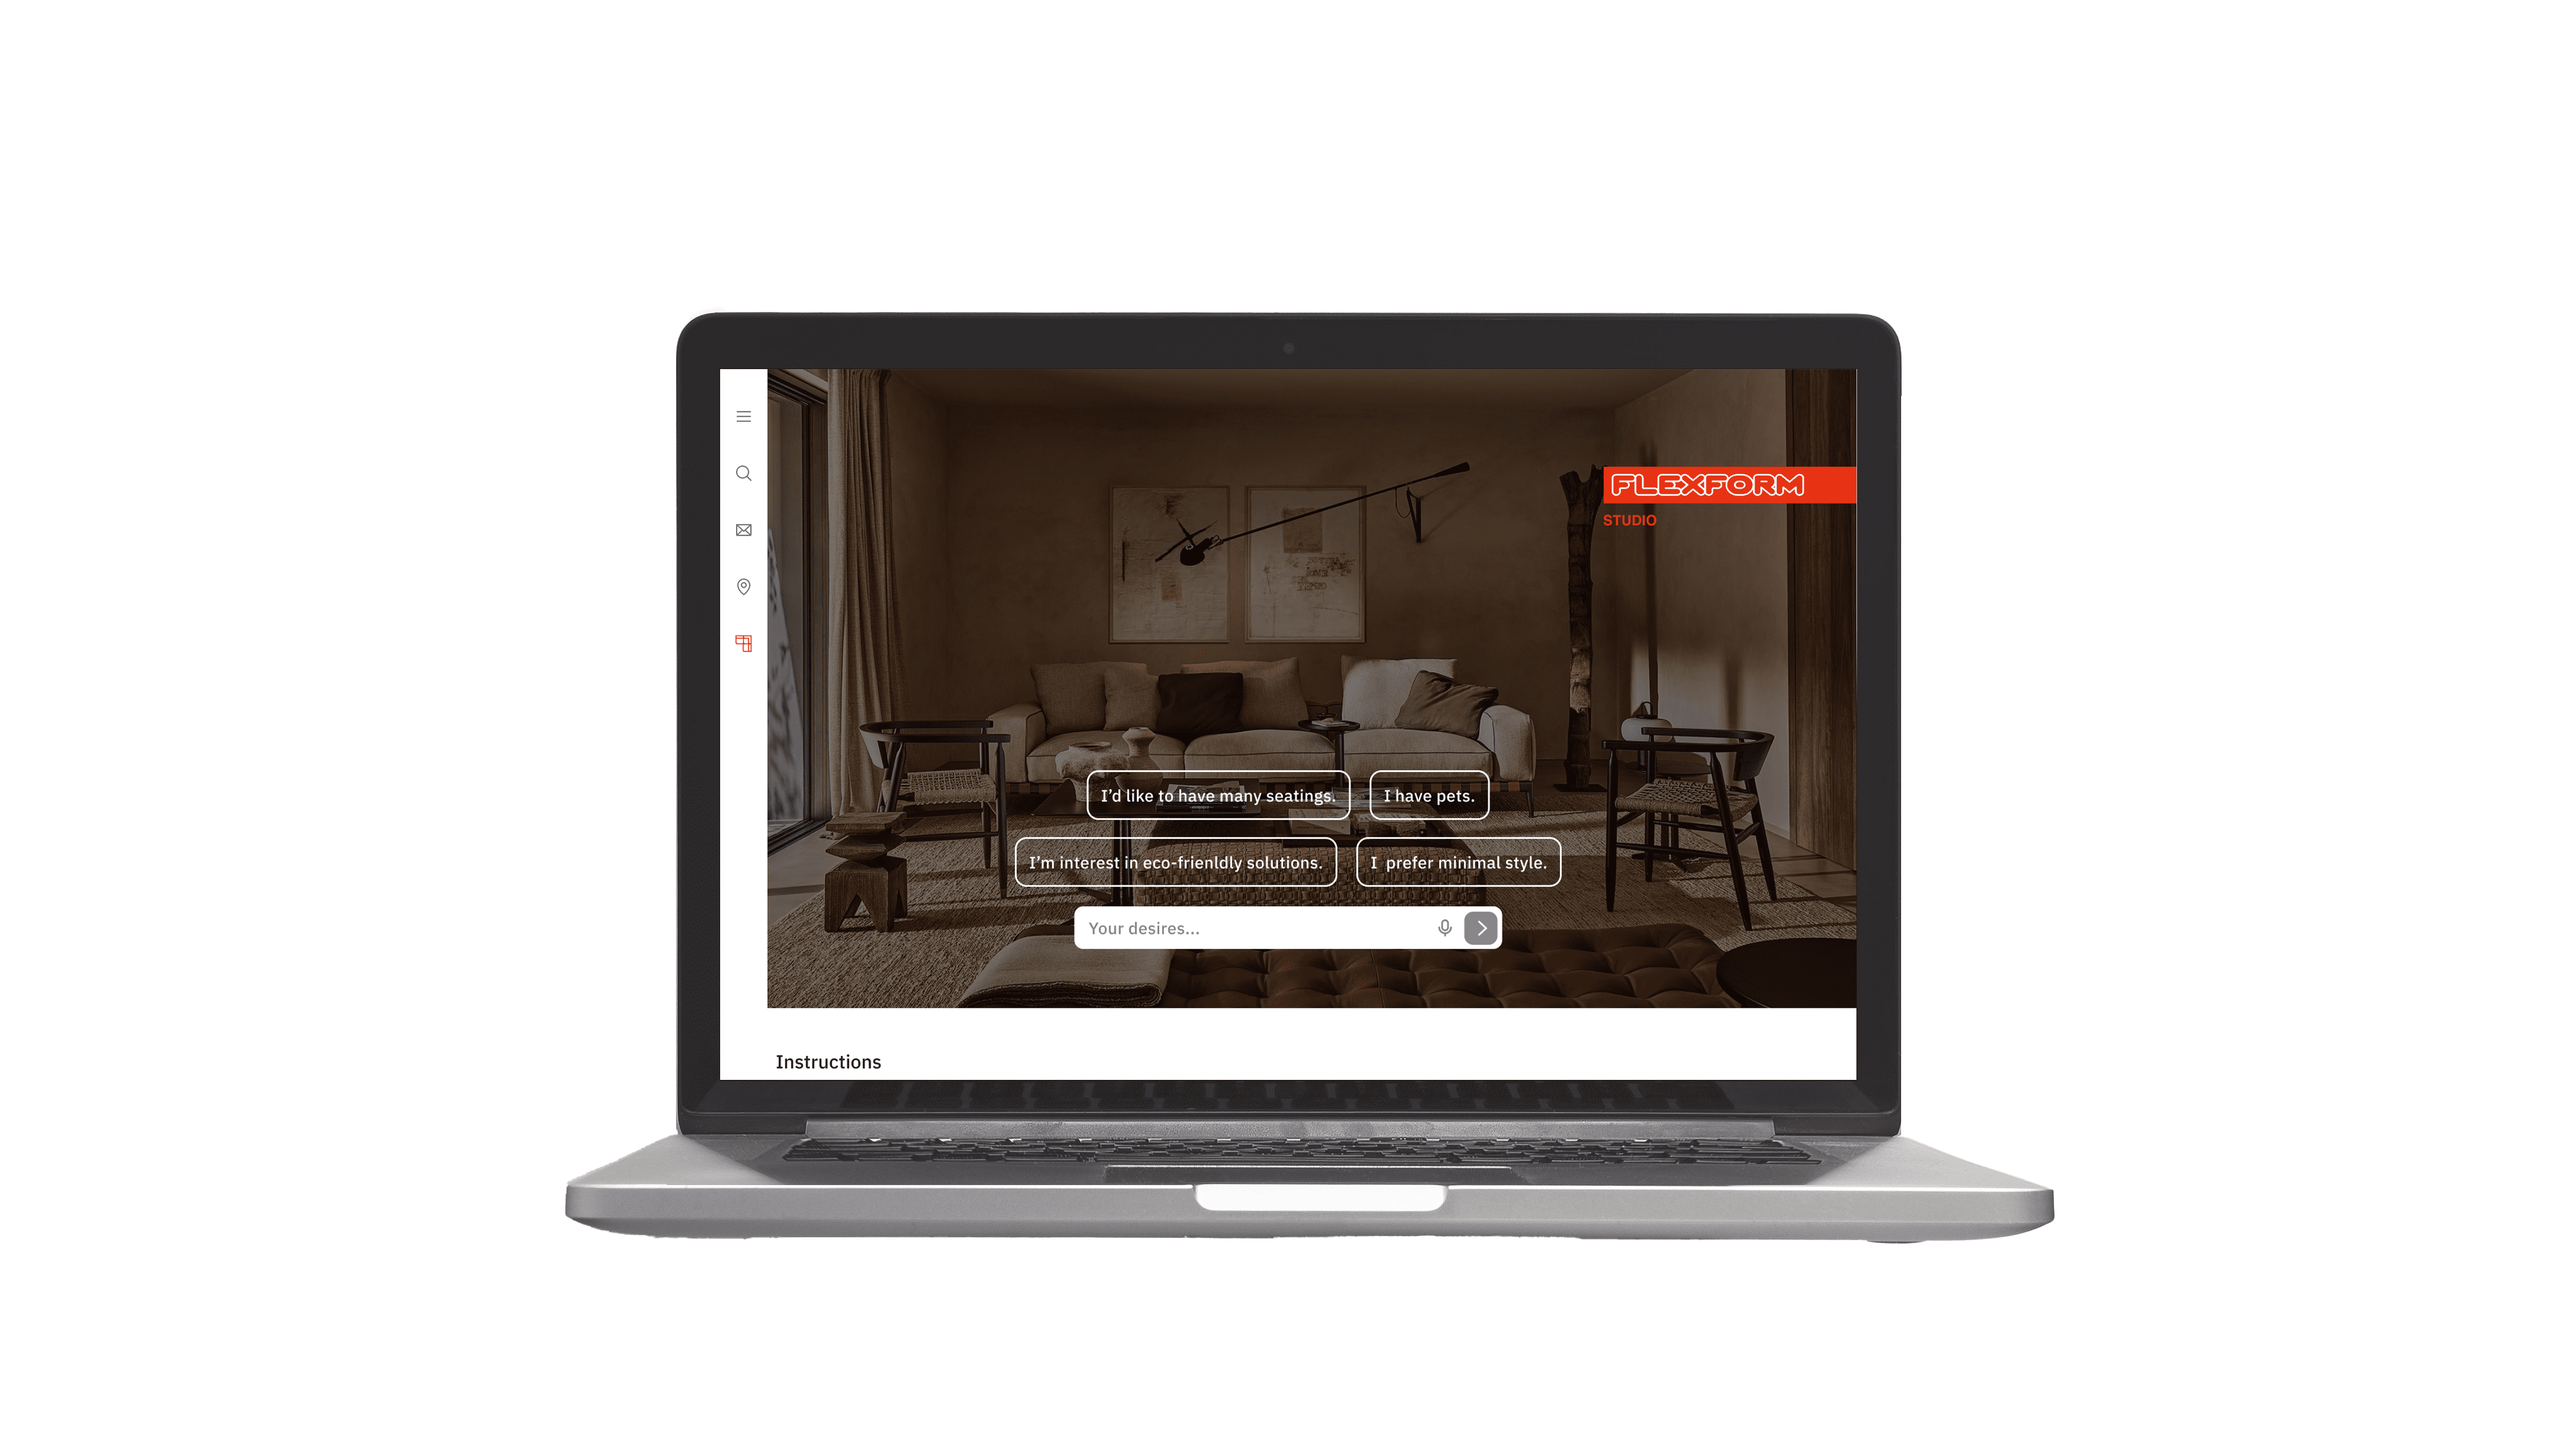 FLEXFORM
STUDIO
I’d like to have many seatings. I have pets.
I’m interest in eco-frienldly solutions. I  prefer minimal style.
Your desires...
Instructions